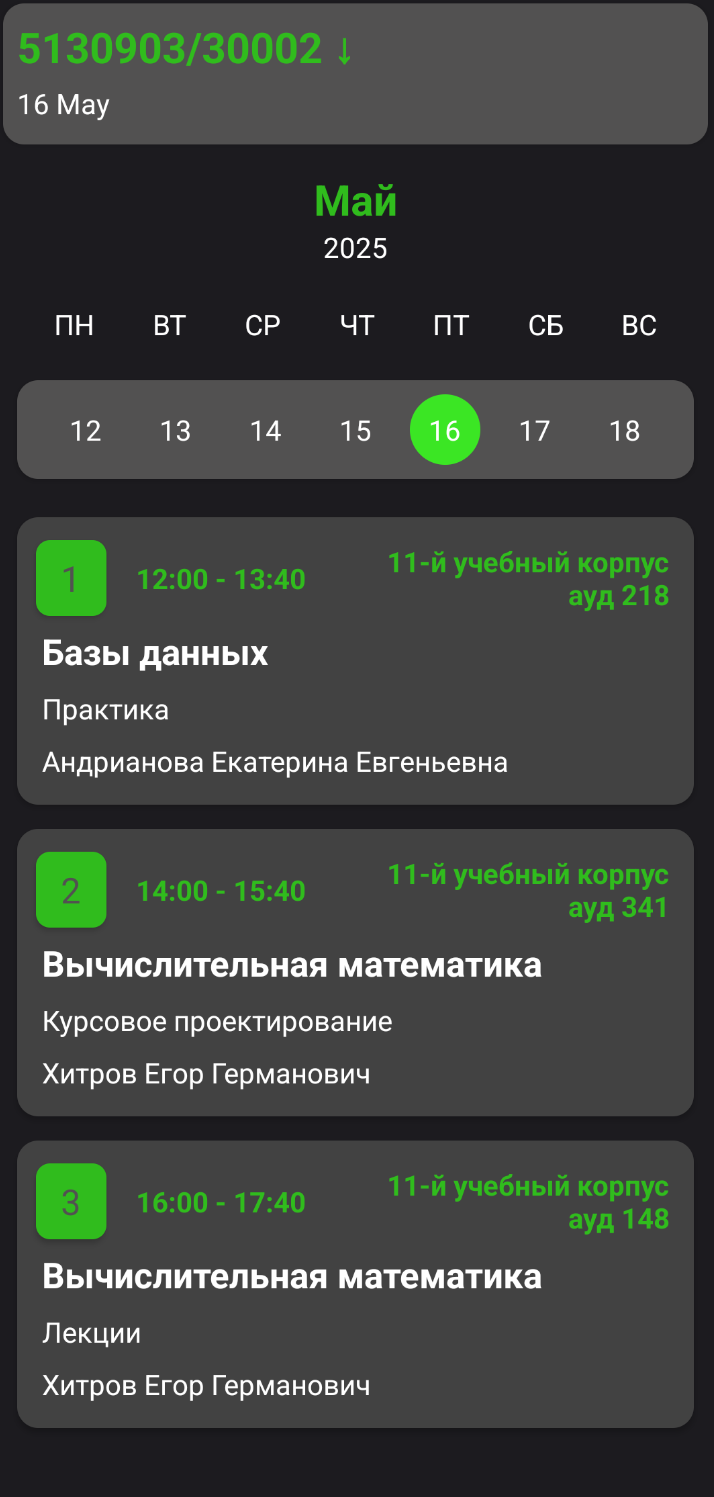 5130903/30002 ↓
16 May
Май
2025
ПН ВТ СР ЧТ ПТ СБ ВС
12 13 14 15 16 17 18
1 12:00 - 13:40 11-й учебный корпус
ауд 218
Базы данных
Практика
Андрианова Екатерина Евгеньевна
2 14:00 - 15:40 11-й учебный корпус
ауд 341
Вычислительная математика
Курсовое проектирование
Хитров Егор Германович
3 16:00 - 17:40 11-й учебный корпус
ауд 148
Вычислительная математика
Лекции
Хитров Егор Германович